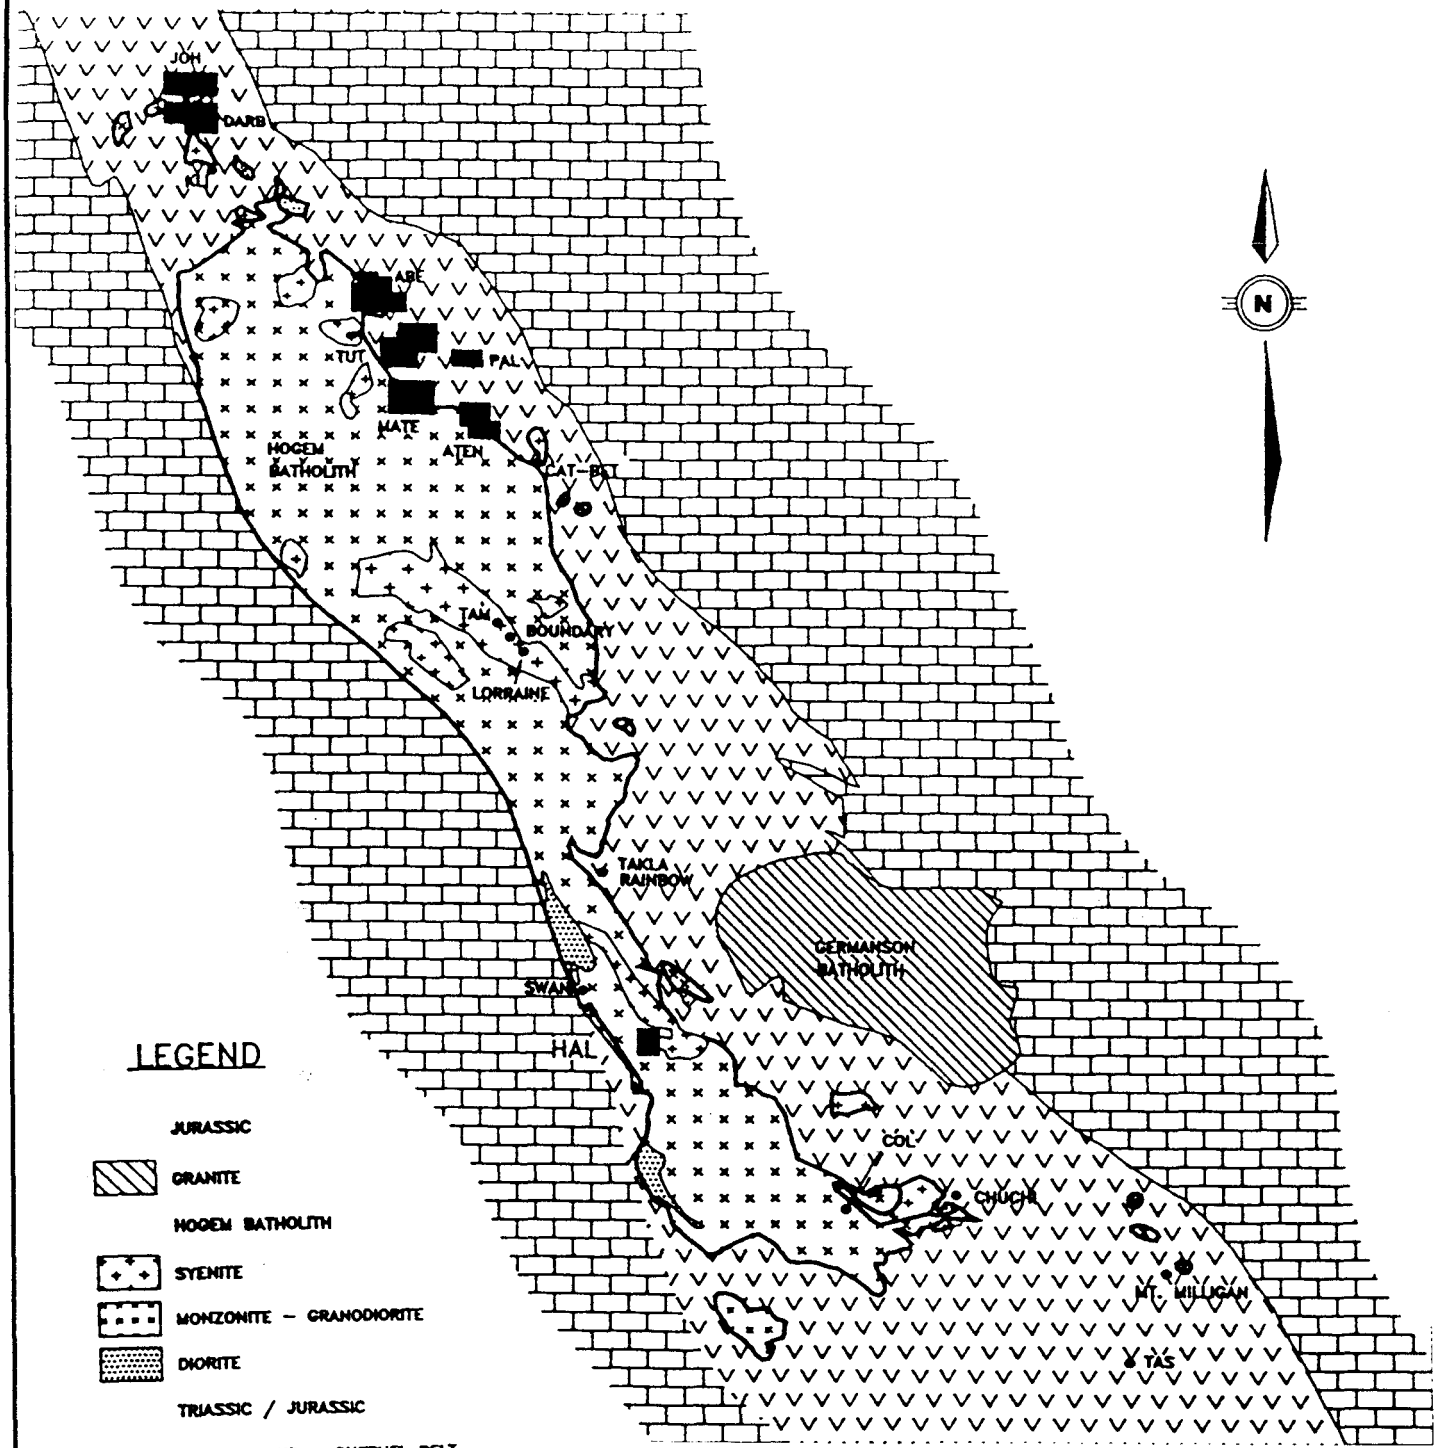 JOH
DARB
N
ABE
TUT
PAL
MATE
ATEN
HOGEM
BATHOLITH
CAT-BET
TAM
BOUNDARY
LORRAINE
TAKLA
RAINBOW
GERMANSON
BATHOLITH
SWAN
HAL
COL
CHUCHI
MT. MILLIGAN
TAS
LEGEND
JURASSIC
GRANITE
HOGEM BATHOLITH
SYENITE
MONZONITE - GRANODIORITE
DIORITE
TRIASSIC / JURASSIC
BELT